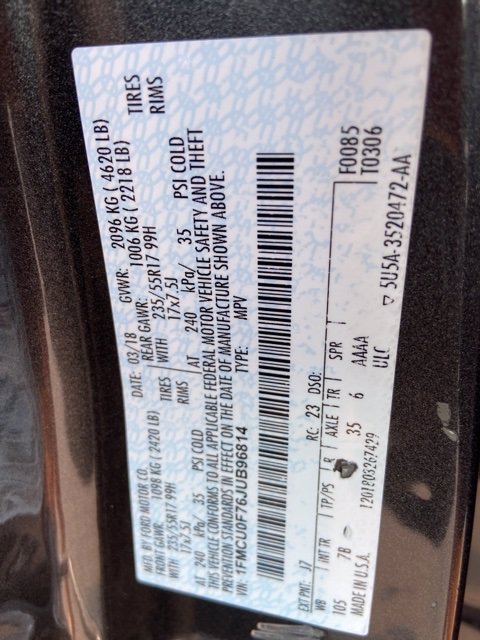 MFD. BY FORD MOTOR CO.
DATE: 03/18 GVWR: 2096 KG ( 4620 LB)
FRONT GAWR: 1098 KG ( 2420 LB) REAR GAWR: 1006 KG ( 2218 LB)
WITH 235/55R17 99H TIRES WITH 235/55R17 99H TIRES
17x7.5J RIMS 17x7.5J RIMS
AT 240 kPa/ 35 PSI COLD AT 240 kPa/ 35 PSI COLD
THIS VEHICLE CONFORMS TO ALL APPLICABLE FEDERAL MOTOR VEHICLE SAFETY AND THEFT
PREVENTION STANDARDS IN EFFECT ON THE DATE OF MANUFACTURE SHOWN ABOVE.
VIN: 1FMCU0F76JUB96814 TYPE: MPV
F0085
T0306
EXT PNT: J7 RC: 23 DSO:
WB INT TR TP/PS R AXLE TR SPR
105 7B 35 6 AAAA
MADE IN U.S.A. 1201803267429 ULC
5U5A-3520472-AA